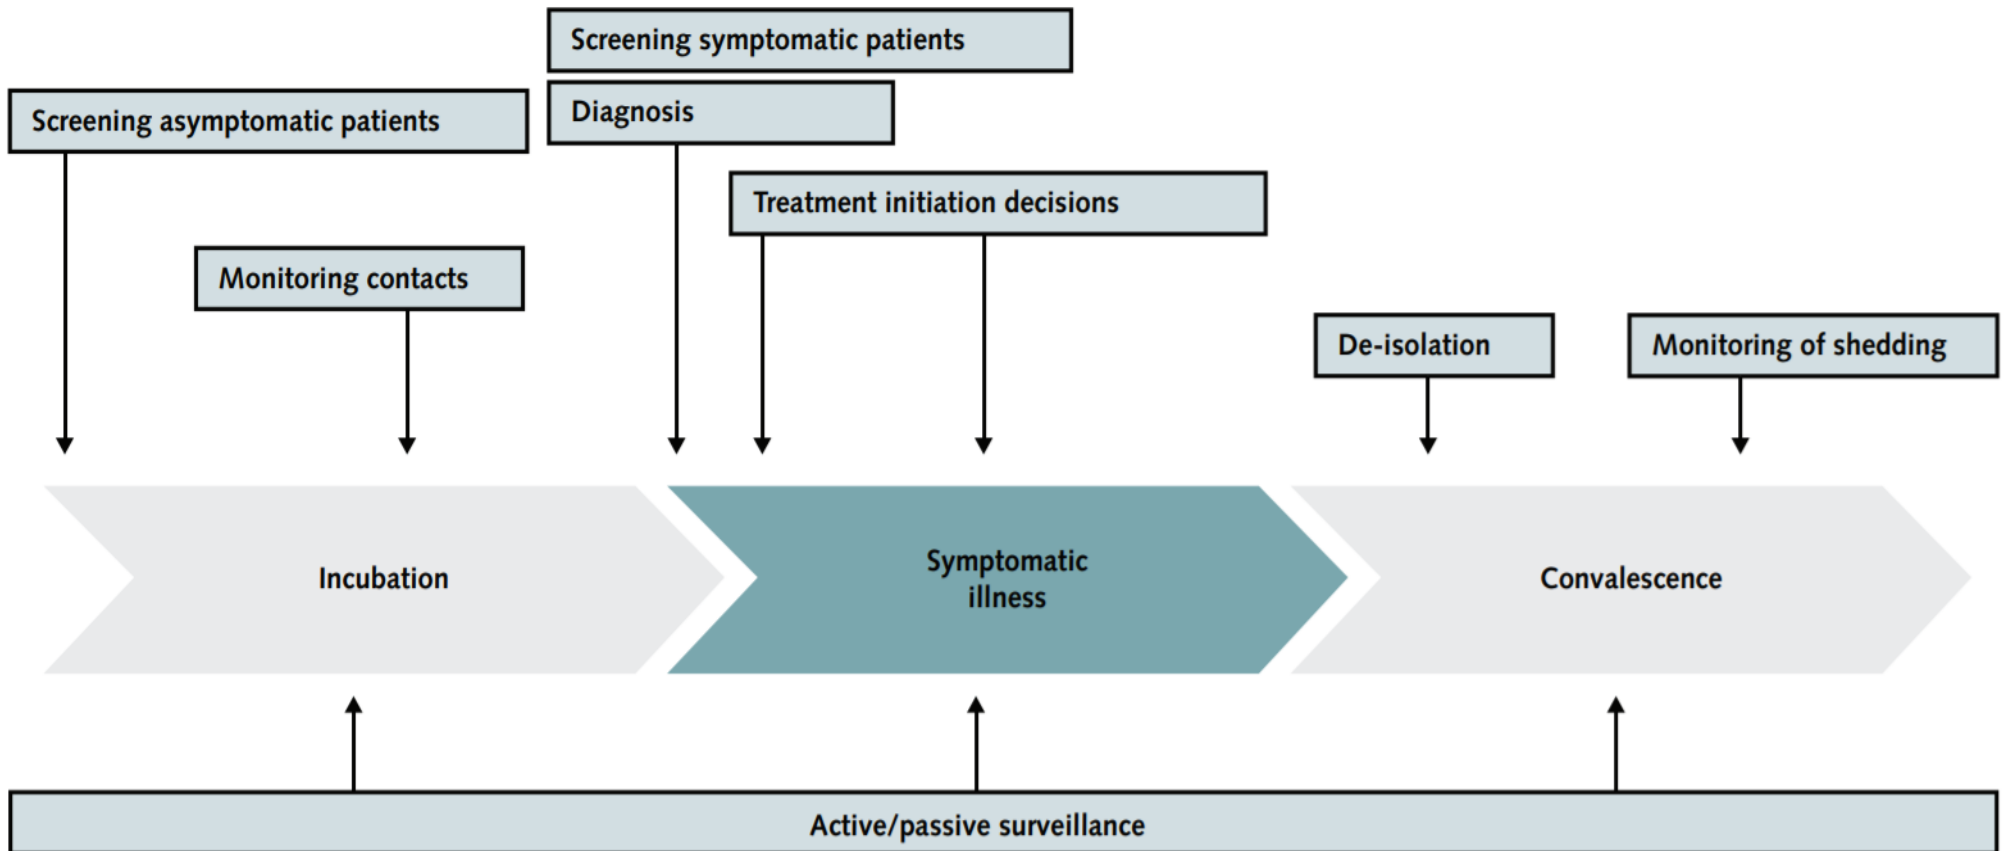 Screening symptomatic patients
Diagnosis
Screening asymptomatic patients
Treatment initiation decisions
Monitoring contacts
De-isolation
Monitoring of shedding
Incubation
Symptomatic
illness
Convalescence
Active/passive surveillance